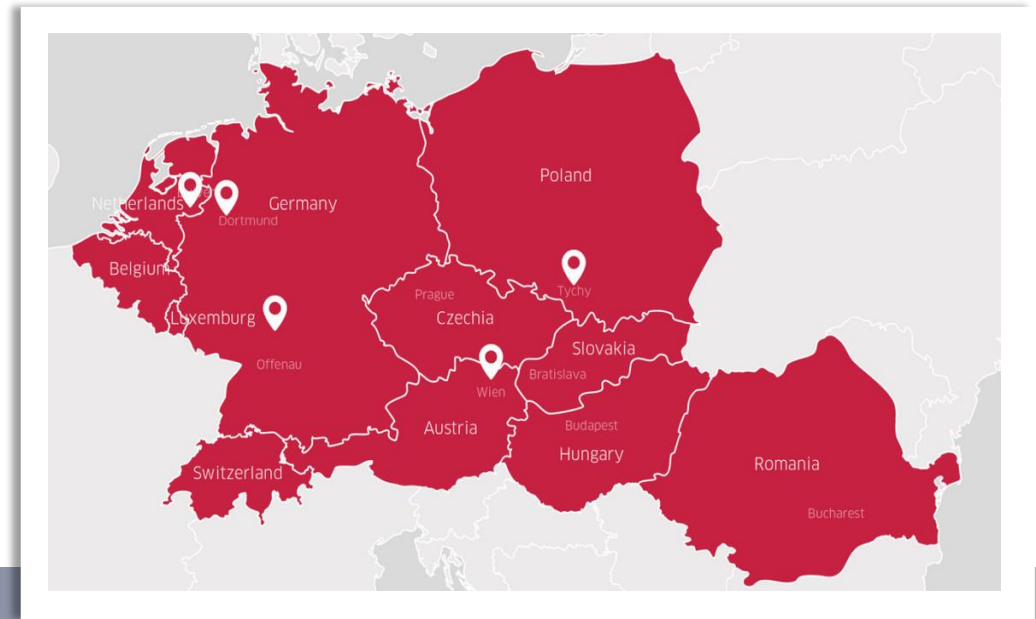 Poland
Netherlands
Germany
Dortmund
Belgium
Tychy
Prague
Luxemburg
Czechia
Slovakia
Offenau
Bratislava
Wien
Austria
Budapest
Hungary
Romania
Switzerland
Bucharest